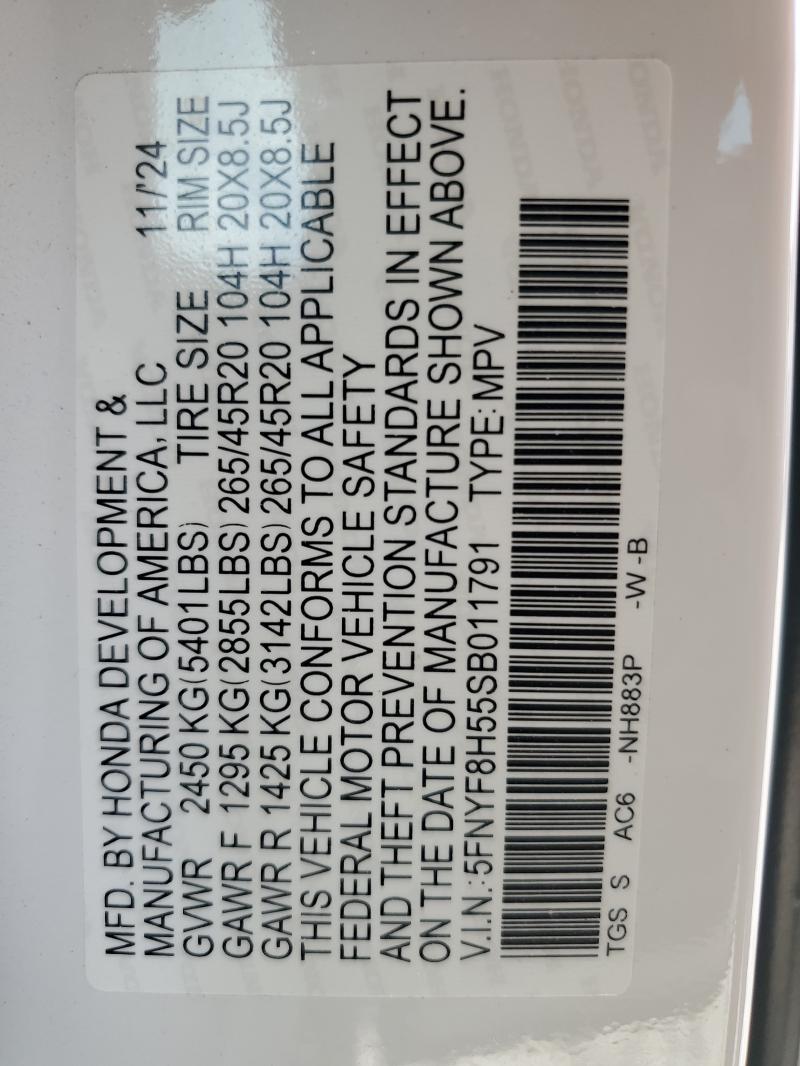 MFD. BY HONDA DEVELOPMENT &
MANUFACTURING OF AMERICA, LLC 11/'24
GVWR 2450 KG(5401LBS) TIRE SIZE RIM SIZE
GAWR F 1295 KG(2855LBS) 265/45R20 104H 20X8.5J
GAWR R 1425 KG(3142LBS) 265/45R20 104H 20X8.5J
THIS VEHICLE CONFORMS TO ALL APPLICABLE
FEDERAL MOTOR VEHICLE SAFETY
AND THEFT PREVENTION STANDARDS IN EFFECT
ON THE DATE OF MANUFACTURE SHOWN ABOVE.
V.I.N.:5FNYF8H55SB011791 TYPE:MPV
TGS S AC6 -NH883P -W -B